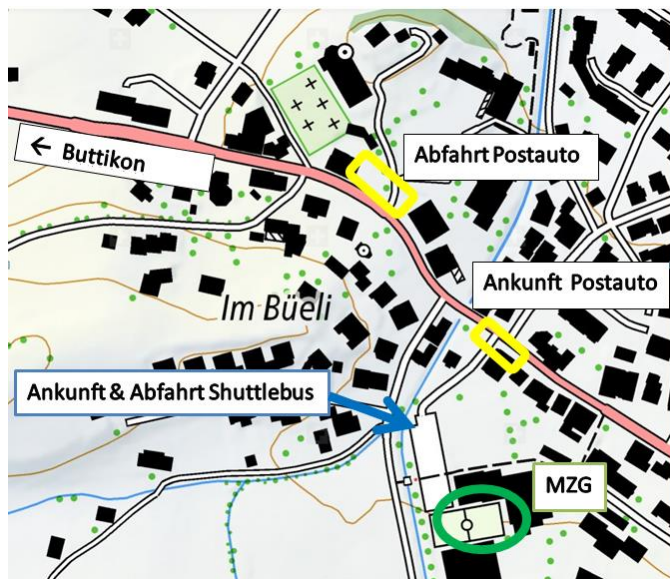 ← Buttikon
Abfahrt Postauto
Ankunft Postauto
Im Büeli
Ankunft & Abfahrt Shuttlebus
MZG